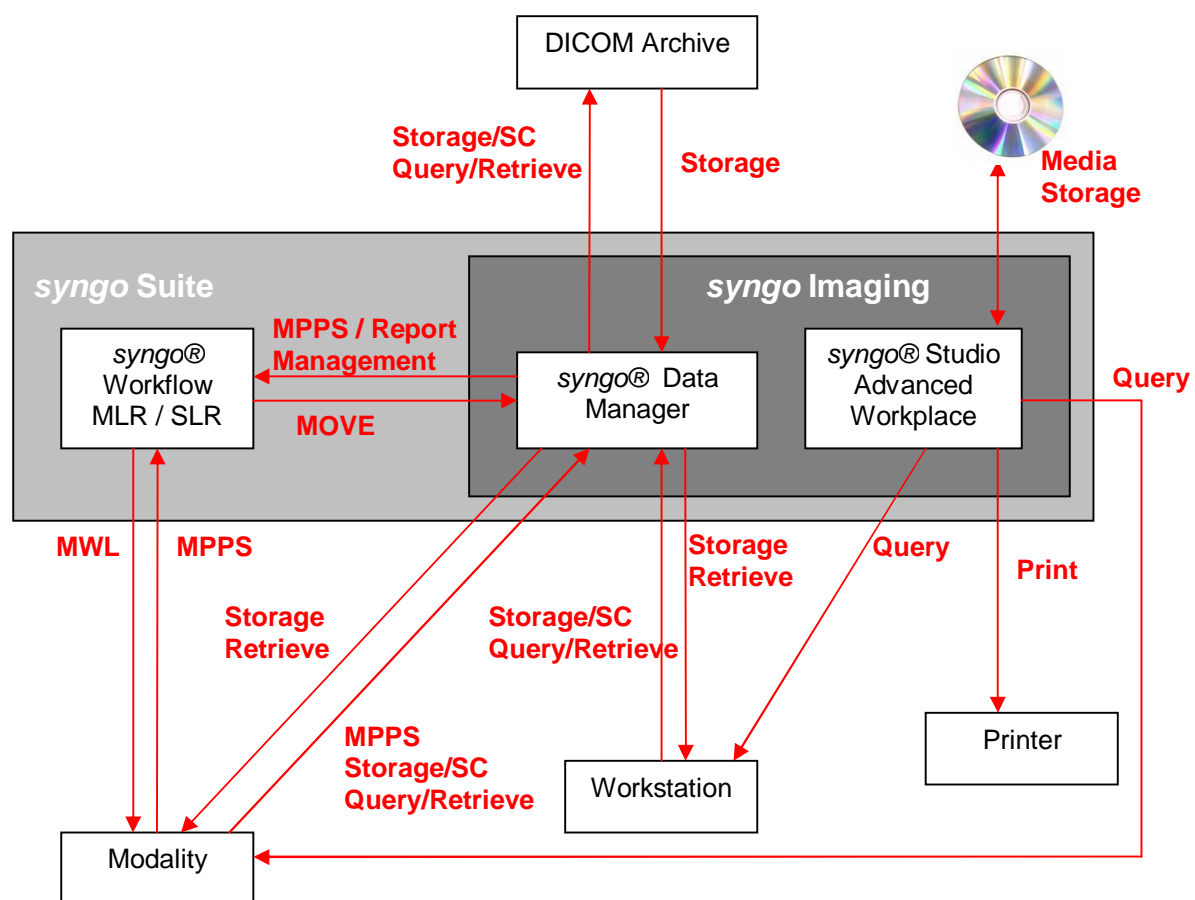 DICOM Archive
Storage/SC
Query/Retrieve
Storage
Media
Storage
syngo Suite
syngo Imaging
MPPS / Report
Management
syngo®
Workflow
MLR / SLR
MOVE
syngo® Data
Manager
syngo® Studio
Advanced
Workplace
Query
MWL
MPPS
Storage
Retrieve
Storage/SC
Query/Retrieve
Storage
Retrieve
Query
Print
MPPS
Storage/SC
Query/Retrieve
Workstation
Printer
Modality